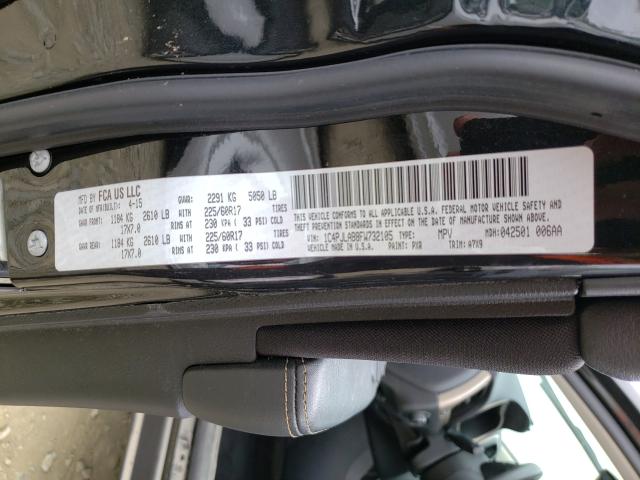 MFD BY FCA US LLC
DATE OF MFR: 4-15
GVWR: 2291 KG 5050 LB
GAWR FRONT: 1184 KG 2610 LB WITH 225/60R17 TIRES
17X7.0 RIMS AT 230 KPA ( 33 PSI) COLD
GAWR REAR: 1184 KG 2610 LB WITH 225/60R17 TIRES
17X7.0 RIMS AT 230 KPA ( 33 PSI) COLD
THIS VEHICLE CONFORMS TO ALL APPLICABLE U.S.A. FEDERAL MOTOR VEHICLE SAFETY AND
THEFT PREVENTION STANDARDS IN EFFECT ON THE DATE OF MANUFACTURE SHOWN ABOVE.
VIN: 1C4PJLAB8FW732105 TYPE: MPV MDH: 042501 006AA
VEHICLE MADE IN U.S.A. PAINT: PXR TRIM: A7X9